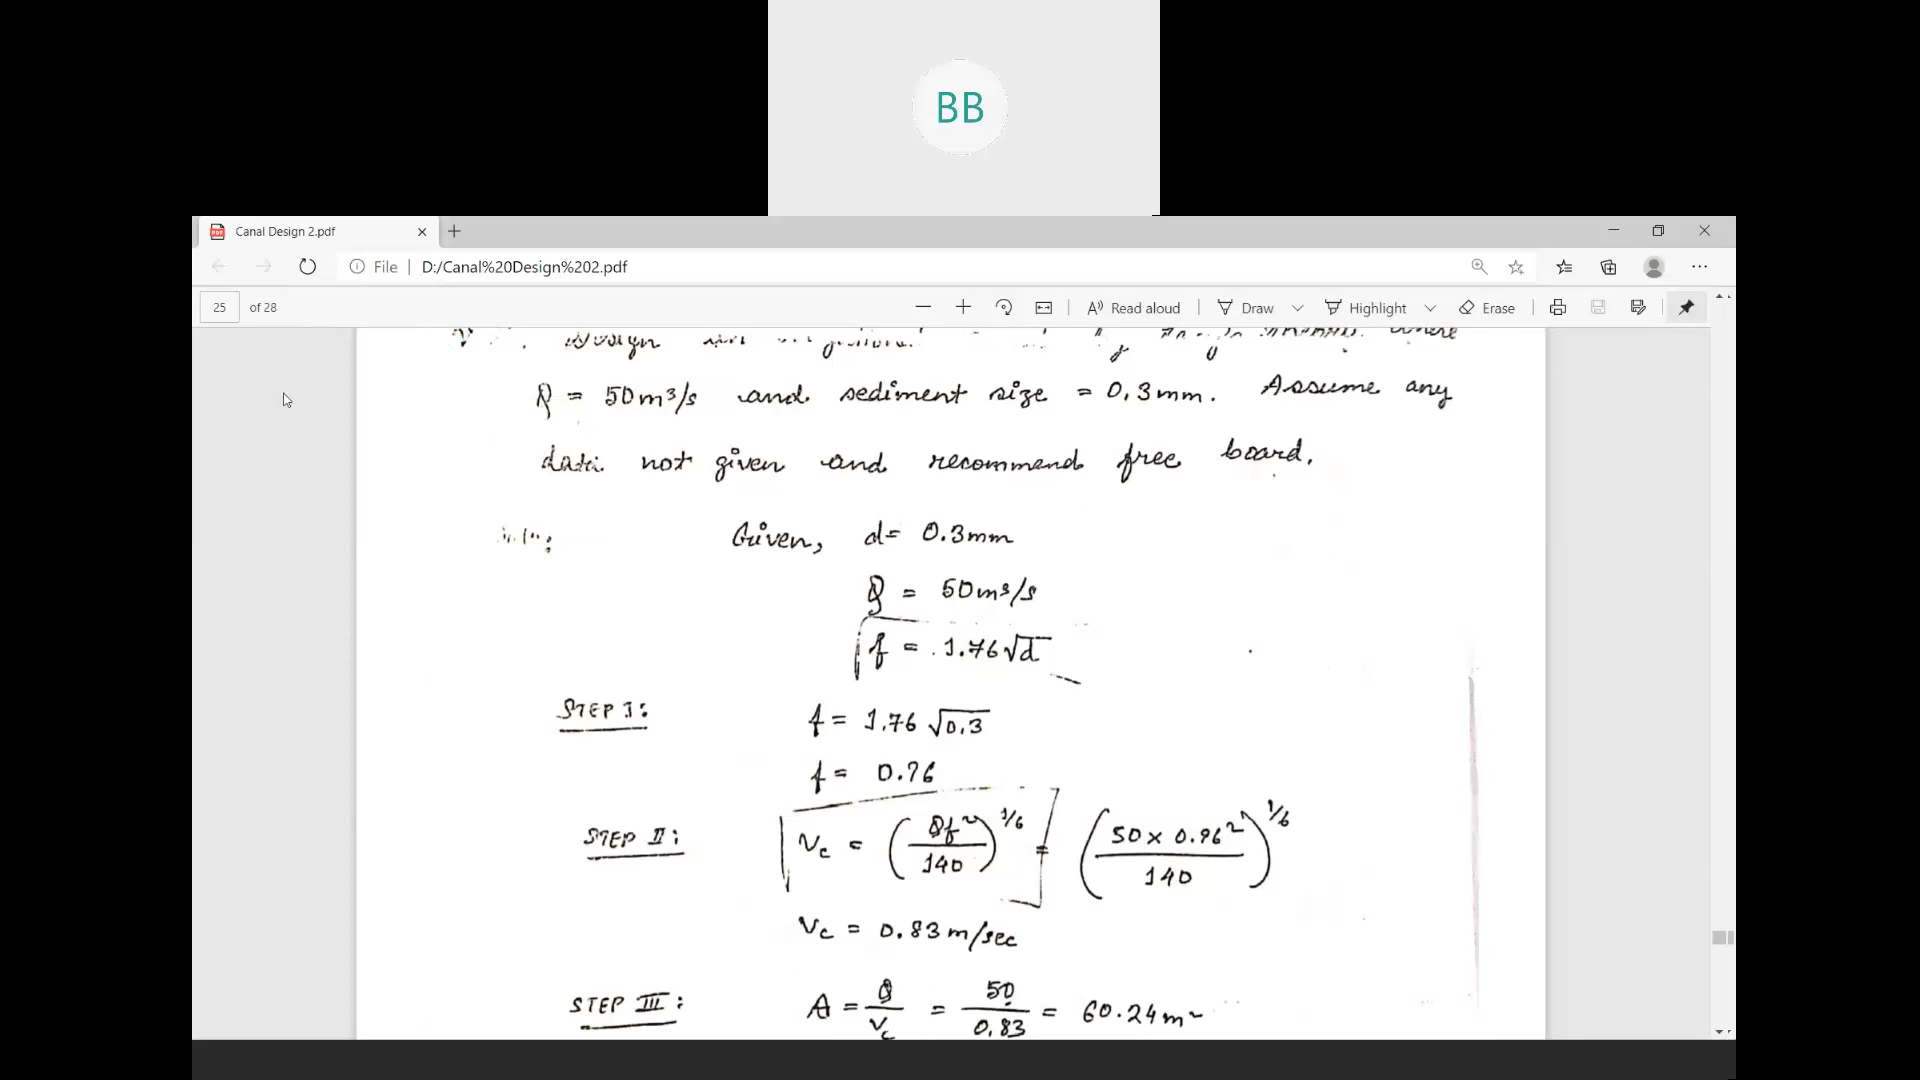 BB
Canal Design 2.pdf
File | D:/Canal%20Design%202.pdf
25 of 28 Read aloud Draw Highlight Erase
Design
Q = 50m³/s and sediment size = 0.3mm. Assume any
data not given and recommend free board.
Given, d= 0.3mm
Q = 50m³/s
f = 1.76√d
STEP I: f = 1.76 √0.3
f = 0.96
STEP II: Vc = (Qf²/140)^1/6 = (50 × 0.96²/140)^1/6
Vc = 0.83 m/sec
STEP III: A = Q/Vc = 50/0.83 = 60.24m²